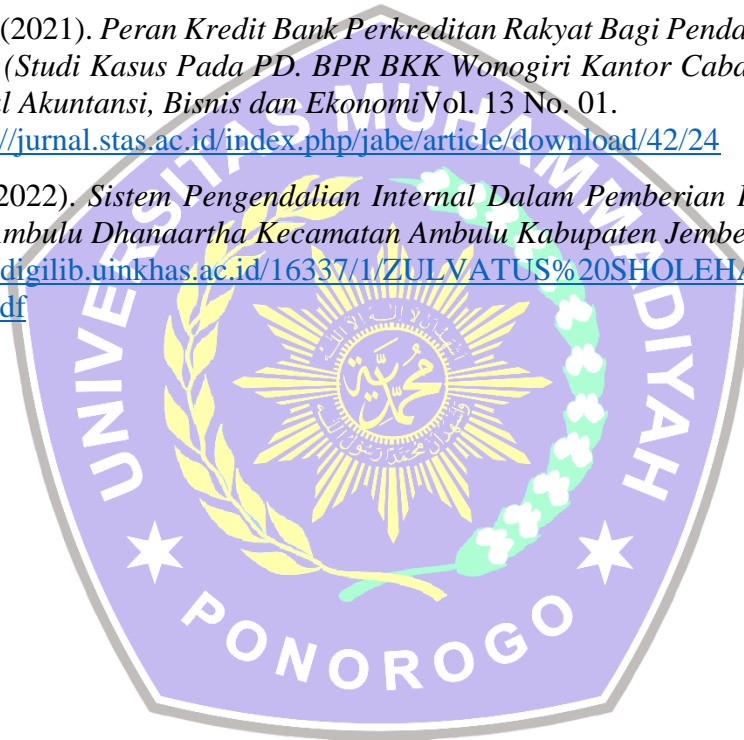 (2021). Peran Kredit Bank Perkreditan Rakyat Bagi Penda
(Studi Kasus Pada PD. BPR BKK Wonogiri Kantor Caba
l Akuntansi, Bisnis dan EkonomiVol. 13 No. 01.
//jurnal.stas.ac.id/index.php/jabe/article/download/42/24
2022). Sistem Pengendalian Internal Dalam Pemberian
Ambulu Dhanaartha Kecamatan Ambulu Kabupaten Jembe
digilib.uinkhas.ac.id/16337/1/ZULVATUS%20SHOLEHA
df
UNIVERSITAS MUHAMMADIYAH
PONOROGO
محمدية